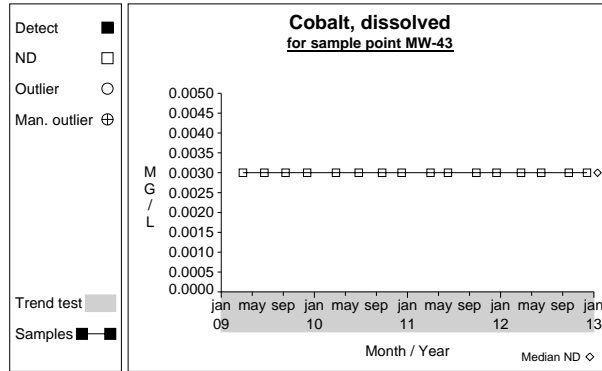 Detect
ND
Outlier
Man. outlier
Trend test
Samples
Cobalt, dissolved
for sample point MW-43
M
G
/
L
0.0050
0.0045
0.0040
0.0035
0.0030
0.0025
0.0020
0.0015
0.0010
0.0005
0.0000
jan may sep jan may sep jan may sep jan may sep jan
09 10 11 12 13
Month / Year
Median ND